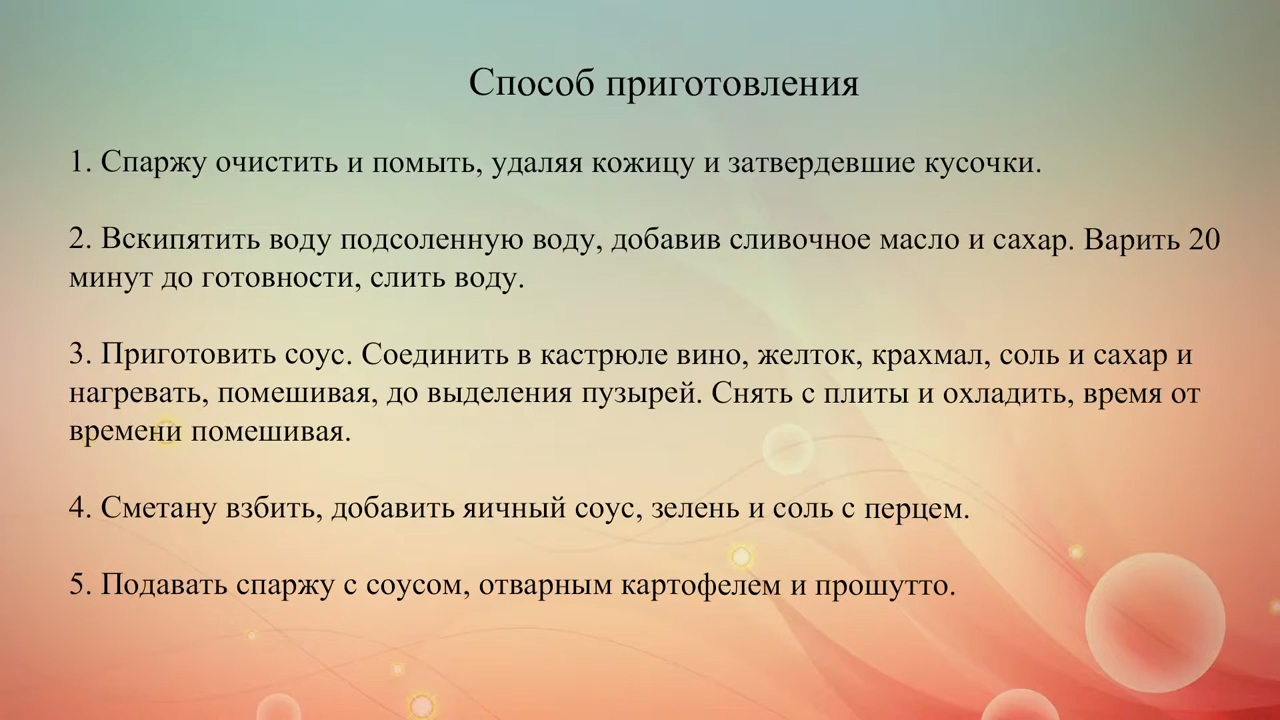 Способ приготовления
1. Спаржу очистить и помыть, удаляя кожицу и затвердевшие кусочки.
2. Вскипятить воду подсоленную воду, добавив сливочное масло и сахар. Варить 20
минут до готовности, слить воду.
3. Приготовить соус. Соединить в кастрюле вино, желток, крахмал, соль и сахар и
нагревать, помешивая, до выделения пузырей. Снять с плиты и охладить, время от
времени помешивая.
4. Сметану взбить, добавить яичный соус, зелень и соль с перцем.
5. Подавать спаржу с соусом, отварным картофелем и прошутто.